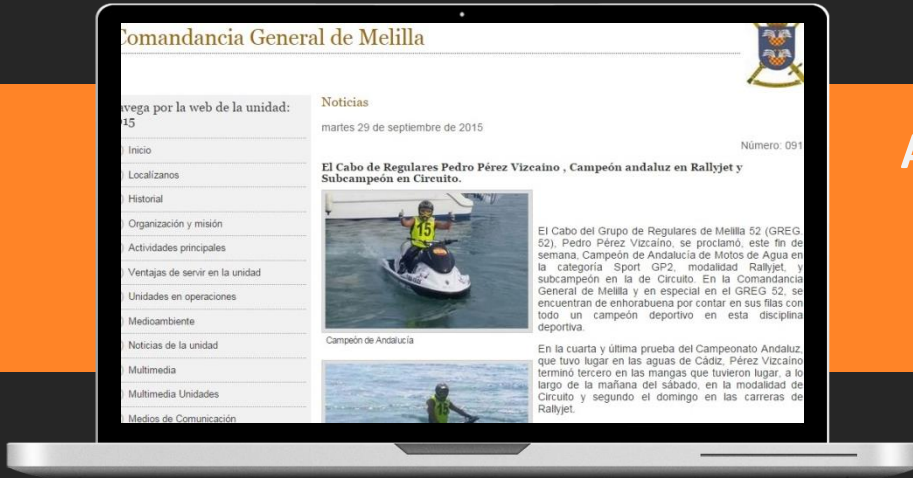 Comandancia General de Melilla
avega por la web de la unidad:
15
Inicio
Localízanos
Historial
Organización y misión
Actividades principales
Ventajas de servir en la unidad
Unidades en operaciones
Medioambiente
Noticias de la unidad
Multimedia
Multimedia Unidades
Medios de Comunicación
Noticias
martes 29 de septiembre de 2015
Número: 091
El Cabo de Regulares Pedro Pérez Vizcaino , Campeón andaluz en Rallyjet y
Subcampeón en Circuito.
15
Campeón de Andalucía
15
El Cabo del Grupo de Regulares de Melilla 52 (GREG.
52), Pedro Pérez Vizcaíno, se proclamó, este fin de
semana, Campeón de Andalucía de Motos de Agua en
la categoría Sport GP2, modalidad Rallyjet, y
subcampeón en la de Circuito. En la Comandancia
General de Melilla y en especial en el GREG 52, se
encuentran de enhorabuena por contar en sus filas con
todo un campeón deportivo en esta disciplina
deportiva.
En la cuarta y última prueba del Campeonato Andaluz,
que tuvo lugar en las aguas de Cádiz, Pérez Vizcaíno
terminó tercero en las mangas que tuvieron lugar, a lo
largo de la mañana del sábado, en la modalidad de
Circuito y segundo el domingo en las carreras de
Rallyjet.
A